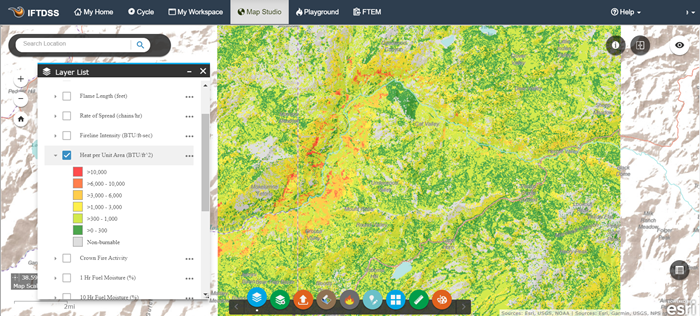 IFTDSS
My Home
Cycle
My Workspace
Map Studio
Playground
FTEM
Help
Search Location
Layer List
Flame Length (feet)
Rate of Spread (chains/hr)
Fireline Intensity (BTU/ft-sec)
Heat per Unit Area (BTU/ft^2)
>10,000
>6,000 - 10,000
>3,000 - 6,000
>1,000 - 3,000
>300 - 1,000
>0 - 300
Non-burnable
Crown Fire Activity
1 Hr Fuel Moisture (%)
10 Hr Fuel Moisture (%)
Map Scal
2mi
Sources: Esri, USGS, NOAA | Sources: Esri, Garmin, USGS, NPS
esri